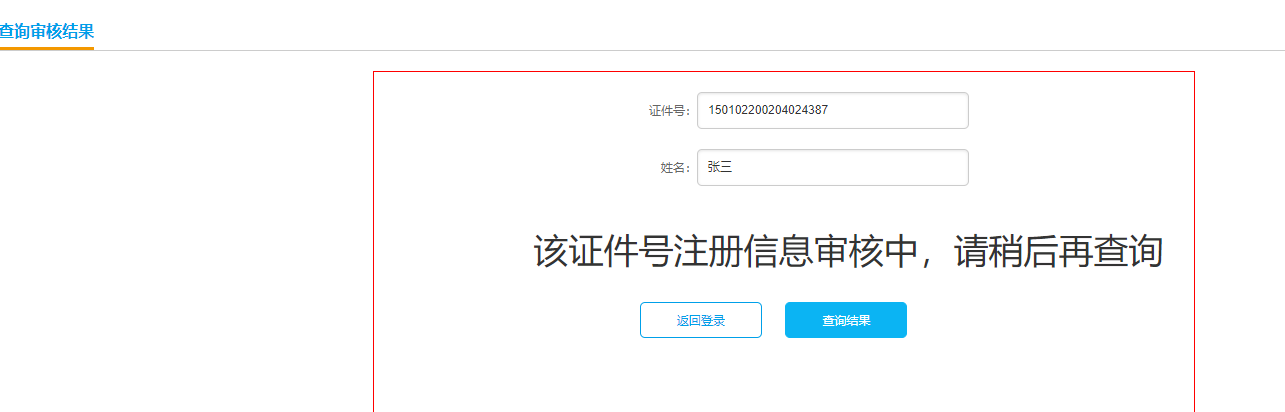 查询审核结果
证件号: 150102200204024387
姓名: 张三
该证件号注册信息审核中，请稍后再查询
返回登录 查询结果